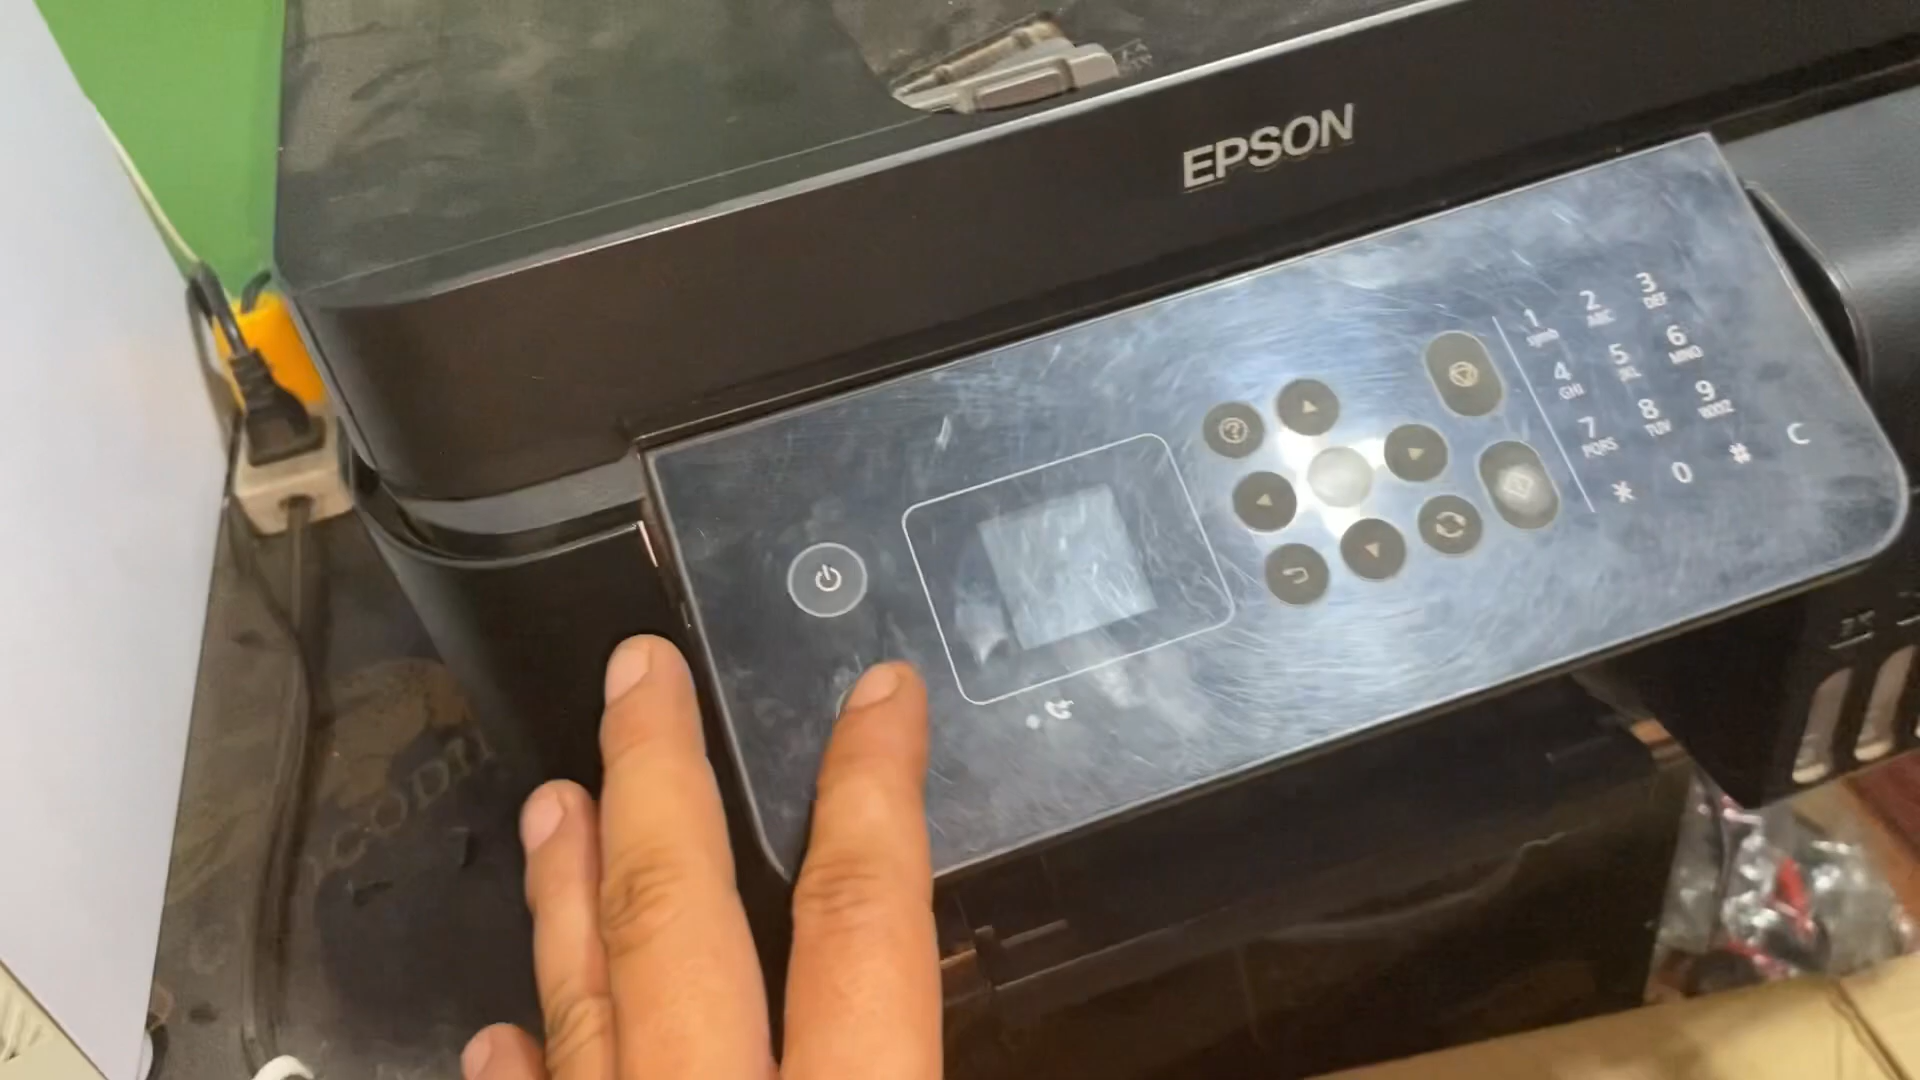 EPSON
1 2 3
symb ABC DEF
4 5 6
GHI JKL MNO
7 8 9
PQRS TUV WXYZ
* 0 # C